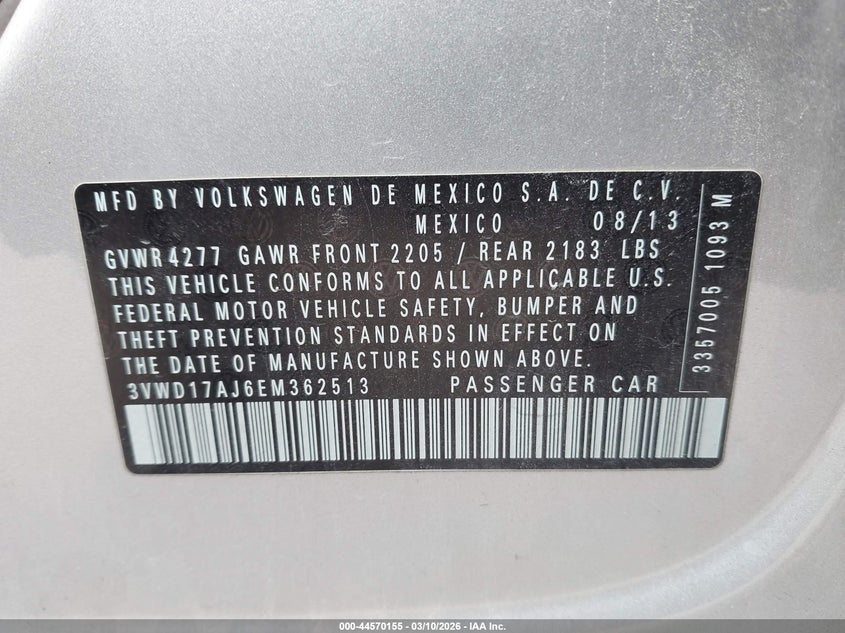 MFD BY VOLKSWAGEN DE MEXICO S.A. DE C.V.
MEXICO 08/13
GVWR 4277 GAWR FRONT 2205 / REAR 2183 LBS
THIS VEHICLE CONFORMS TO ALL APPLICABLE U.S.
FEDERAL MOTOR VEHICLE SAFETY, BUMPER AND
THEFT PREVENTION STANDARDS IN EFFECT ON
THE DATE OF MANUFACTURE SHOWN ABOVE.
3VWD17AJ6EM362513 PASSENGER CAR
3357005 1093 M
000-44570155 — 03/10/2026 — IAA Inc.